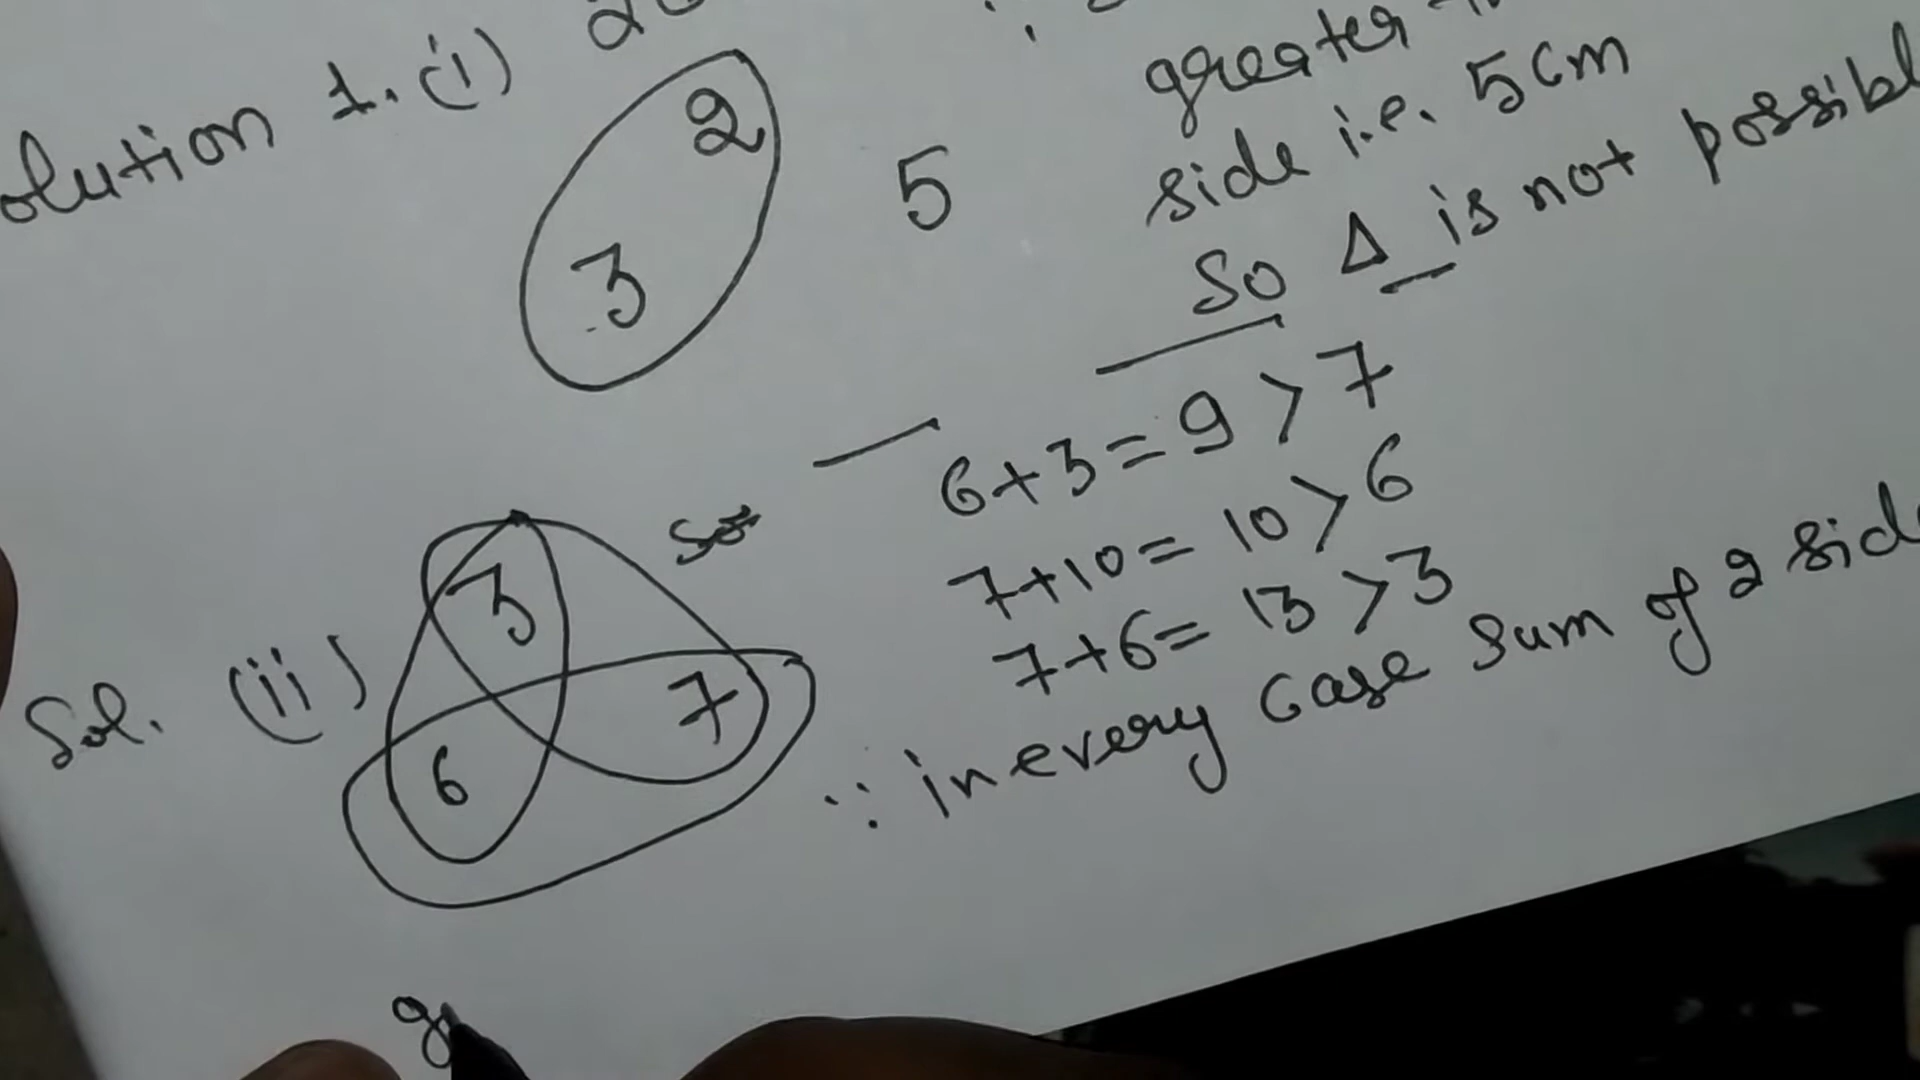 olution 1. (i) 2
2
3
5
greater
side i.e. 5cm
So Δ is not possibl
6+3=9>7
7+10=10>6
7+6=13>3
∵ in every case sum of 2 sid
Sol. (ii)
3
7
6
g